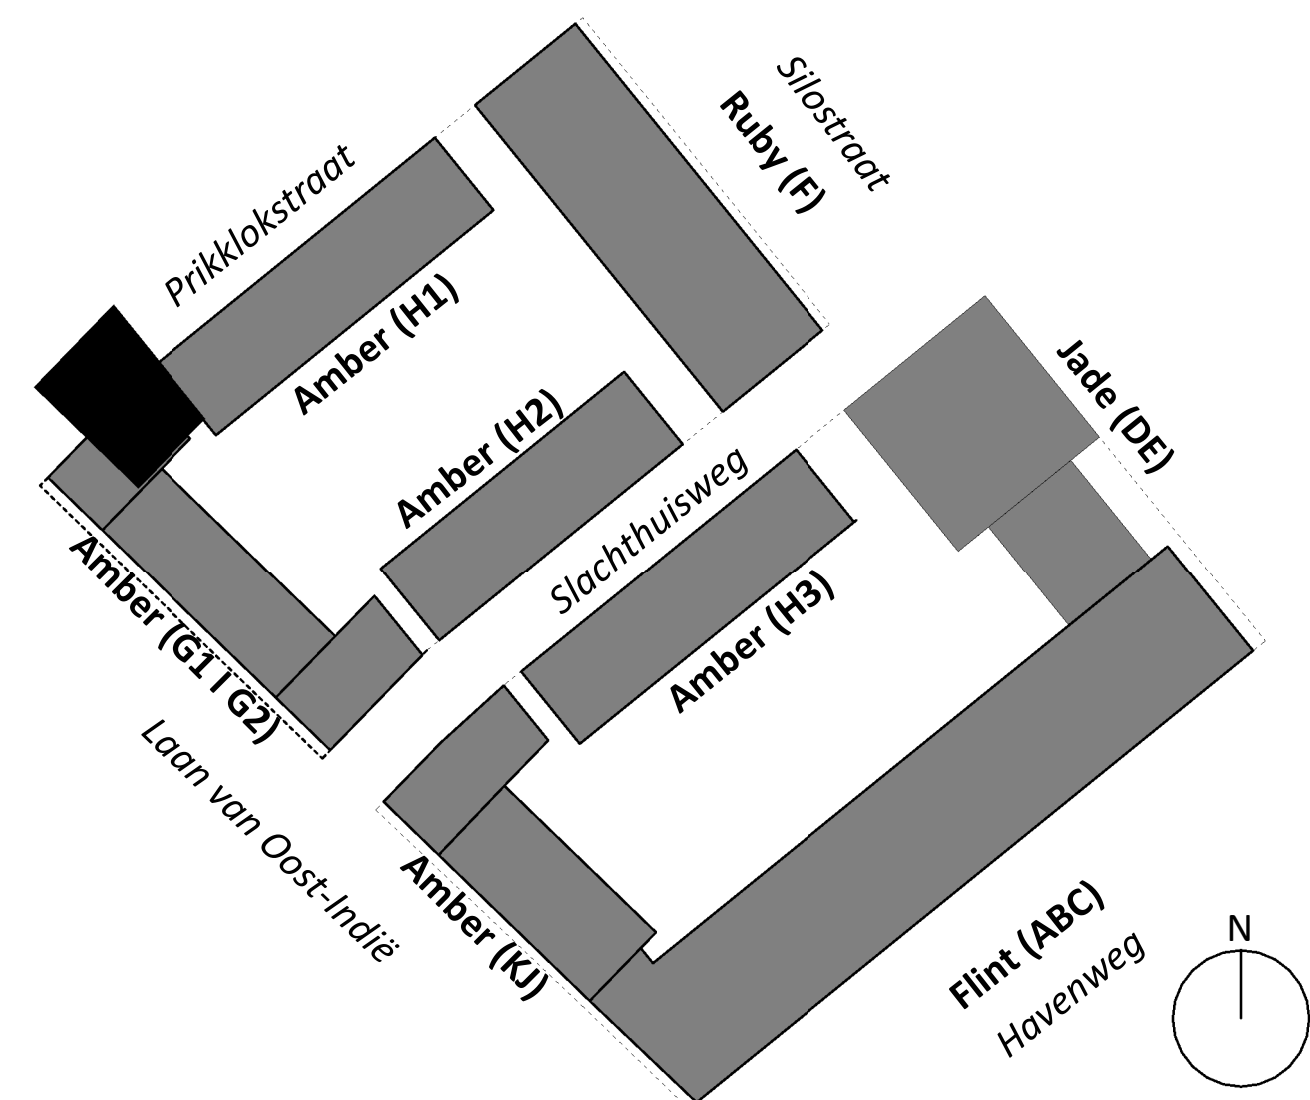 Silostraat
Ruby (F)
Prikklokstraat
Amber (H1)
Jade (DE)
Amber (H2)
Slachthuisweg
Amber (G1 I G2)
Amber (H3)
Laan van Oost-Indië
Amber (KJ)
Flint (ABC)
Havenweg
N